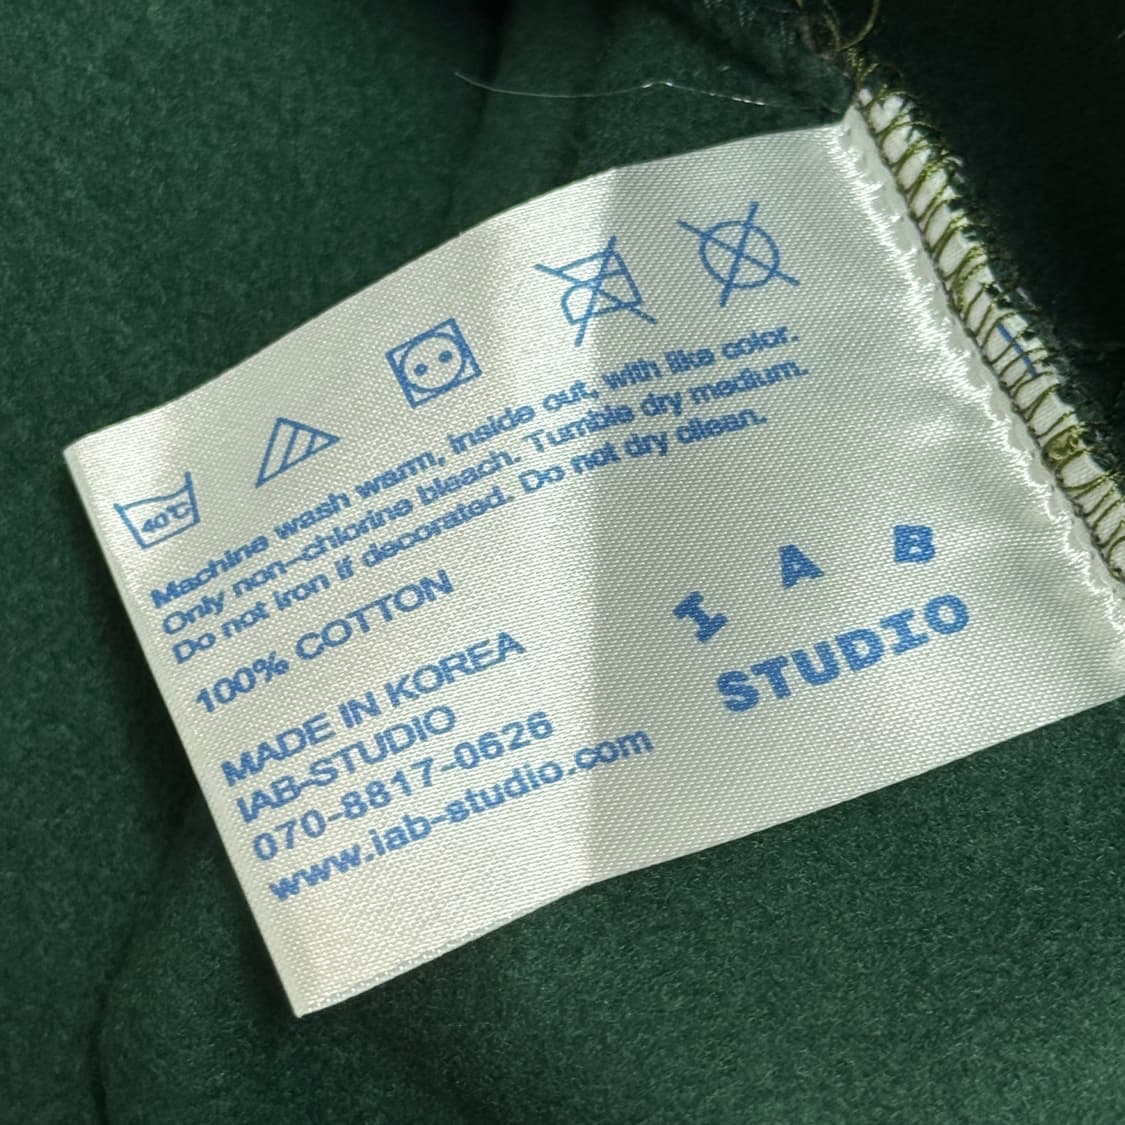 40°C
Machine wash warm, inside out, with like color.
Only non-chlorine bleach. Tumble dry medium.
Do not iron if decorated. Do not dry clean.
100% COTTON
MADE IN KOREA
IAB-STUDIO
070-8817-0626
www.iab-studio.com
I A B
STUDIO